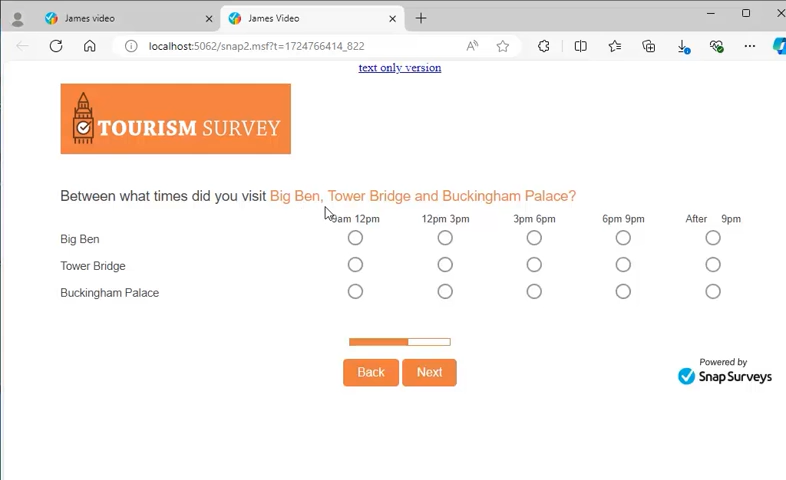 James video
James Video
localhost:5062/snap2.msf?t=1724766414_822
text only version
TOURISM SURVEY
Between what times did you visit Big Ben, Tower Bridge and Buckingham Palace?
9am 12pm 12pm 3pm 3pm 6pm 6pm 9pm After 9pm
Big Ben
Tower Bridge
Buckingham Palace
Back Next
Powered by
Snap Surveys